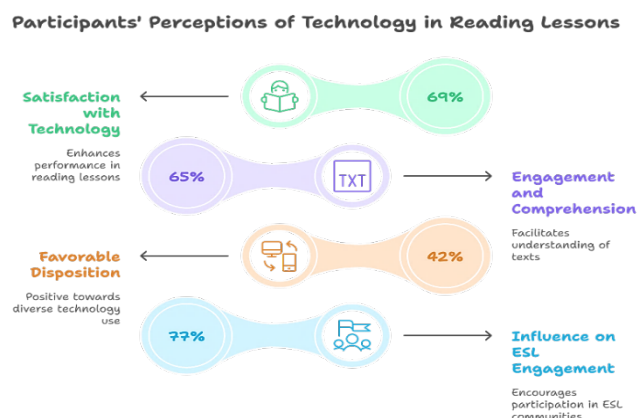 Participants' Perceptions of Technology in Reading Lessons
69%
Satisfaction
with
Technology
Enhances
performance in
reading lessons
65%
TXT
Engagement
and
Comprehension
Facilitates
understanding of
texts
Favorable
Disposition
Positive towards
diverse technology
use
42%
77%
Influence on
ESL
Engagement
Encourages
participation in ESL
communities